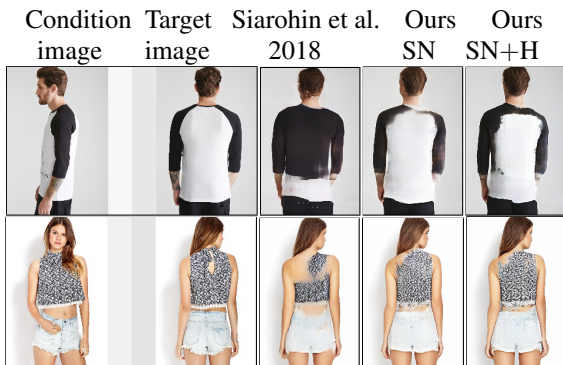 Condition Target Siarohin et al. Ours Ours
image image 2018 SN SN+H